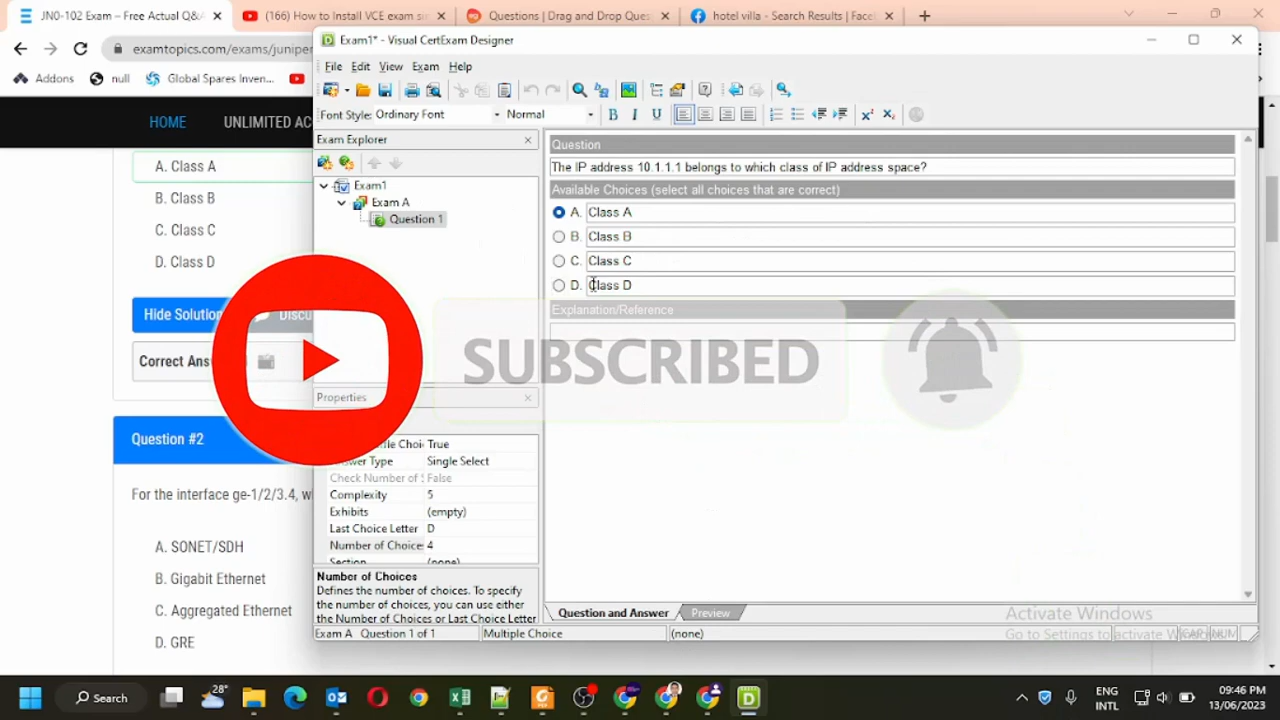 JN0-102 Exam – Free Actual Q&A
(166) How to Install VCE exam si
Questions | Drag and Drop Ques
hotel villa - Search Results | Face
examtopics.com/exams/juniper
Exam1* - Visual CertExam Designer
Addons
null
Global Spares Inven...
File Edit View Exam Help
Font Style: Ordinary Font
Normal
B I U
HOME
UNLIMITED AC
Exam Explorer
Exam1
Exam A
Question 1
Question
The IP address 10.1.1.1 belongs to which class of IP address space?
Available Choices (select all choices that are correct)
A. Class A
B. Class B
C. Class C
D. Class D
Explanation/Reference
A. Class A
B. Class B
C. Class C
D. Class D
Hide Solution
Discu
Correct Ans
SUBSCRIBED
Properties
Choi True
Answer Type Single Select
Check Number of S False
Complexity 5
Exhibits (empty)
Last Choice Letter D
Number of Choices 4
Section (none)
Number of Choices
Defines the number of choices. To specify
the number of choices, you can use either
the Number of Choices or Last Choice Letter
Question and Answer
Preview
Exam A Question 1 of 1
Multiple Choice
(none)
CAP NUM
Question #2
For the interface ge-1/2/3.4, w
A. SONET/SDH
B. Gigabit Ethernet
C. Aggregated Ethernet
D. GRE
Activate Windows
Go to Settings to activate Windows.
28°
Search
ENG
INTL
09:46 PM
13/06/2023